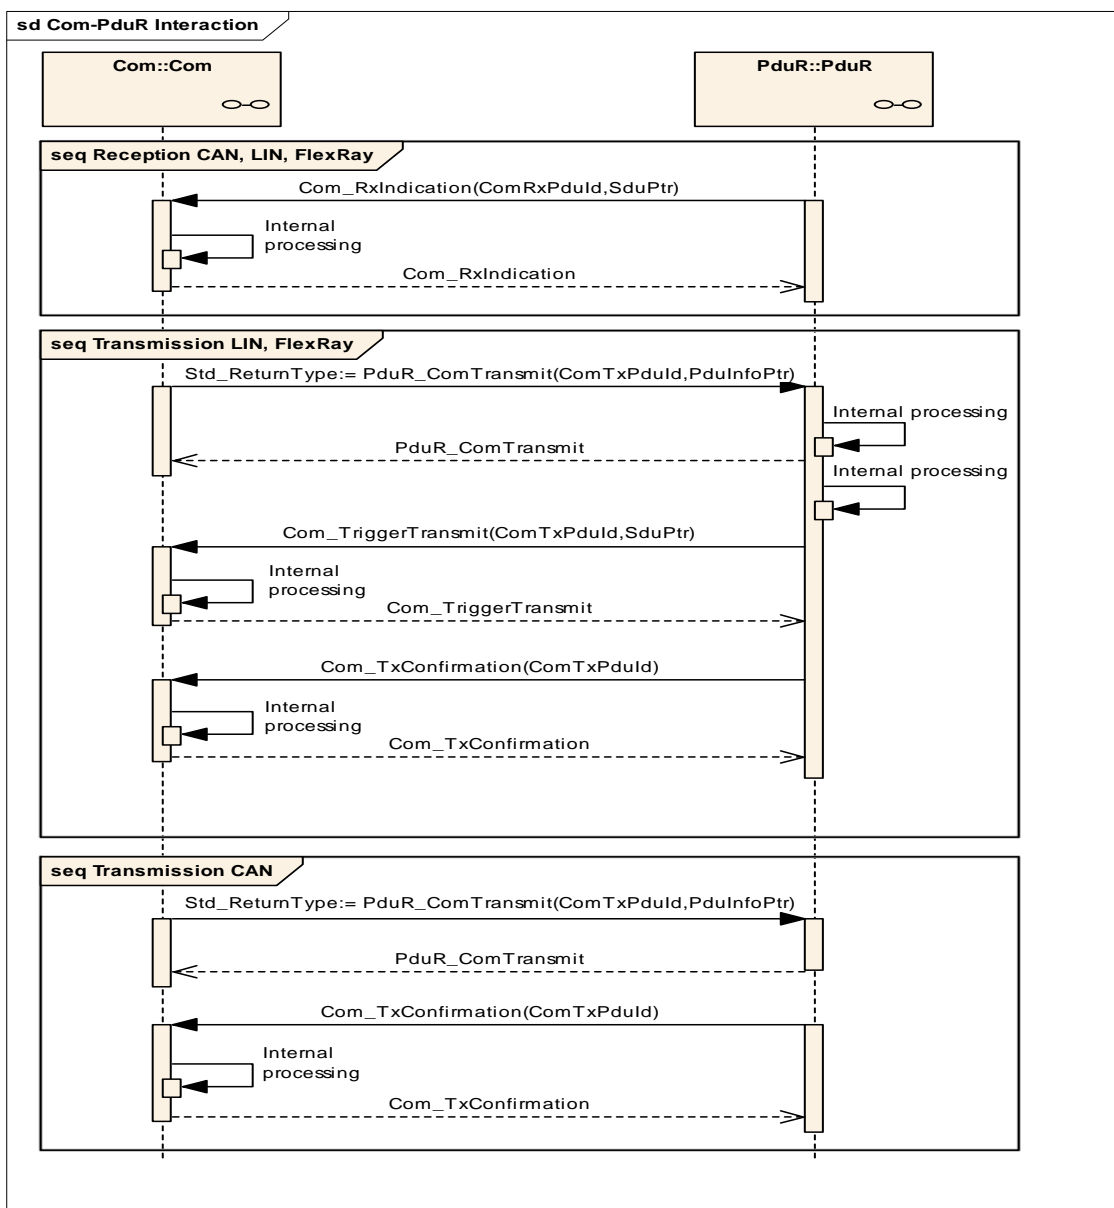 sd Com-PduR Interaction
Com::Com
PduR::PduR
seq Reception CAN, LIN, FlexRay
Com_RxIndication(ComRxPduId,SduPtr)
Internal
processing
Com_RxIndication
seq Transmission LIN, FlexRay
Std_ReturnType:= PduR_ComTransmit(ComTxPduId,PduInfoPtr)
Internal processing
PduR_ComTransmit
Internal processing
Com_TriggerTransmit(ComTxPduId,SduPtr)
Internal
processing
Com_TriggerTransmit
Com_TxConfirmation(ComTxPduId)
Internal
processing
Com_TxConfirmation
seq Transmission CAN
Std_ReturnType:= PduR_ComTransmit(ComTxPduId,PduInfoPtr)
PduR_ComTransmit
Com_TxConfirmation(ComTxPduId)
Internal
processing
Com_TxConfirmation